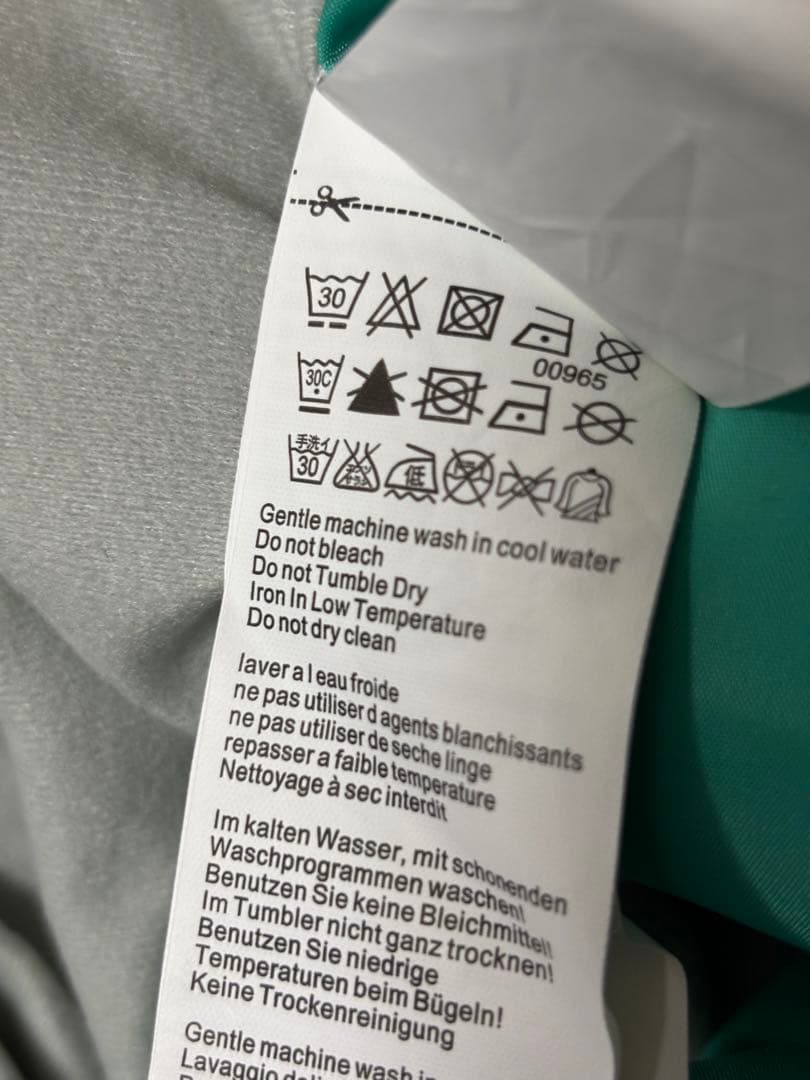 30
00965
30C
手洗イ
30
低
Gentle machine wash in cool water
Do not bleach
Do not Tumble Dry
Iron In Low Temperature
Do not dry clean
laver a l eau froide
ne pas utiliser d agents blanchissants
ne pas utiliser de seche linge
repasser a faible temperature
Nettoyage à sec interdit
Im kalten Wasser, mit schonenden
Waschprogrammen waschen!
Benutzen Sie keine Bleichmittel!
Im Tumbler nicht ganz trocknen!
Benutzen Sie niedrige
Temperaturen beim Bügeln!
Keine Trockenreinigung
Gentle machine wash in
Lavaggio